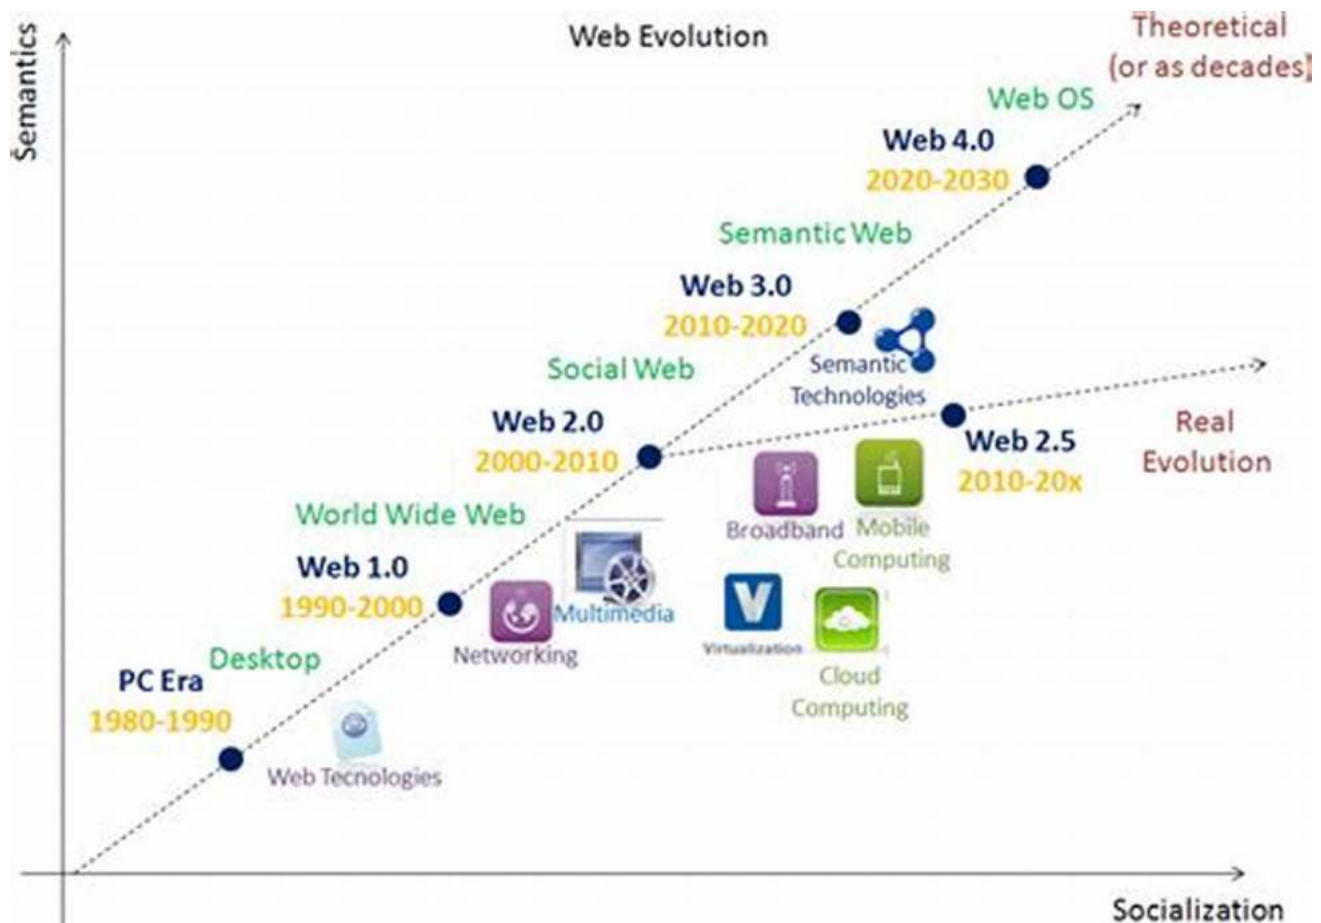 Web Evolution
Semantics
Theoretical
(or as decades)
Web OS
Web 4.0
2020-2030
Semantic Web
Web 3.0
2010-2020
Semantic
Technologies
Social Web
Web 2.0
2000-2010
Web 2.5
2010-20x
Real
Evolution
Broadband
Mobile
Computing
World Wide Web
Web 1.0
1990-2000
Networking
Multimedia
V
Virtualization
Cloud
Computing
Desktop
PC Era
1980-1990
Web Tecnologies
Socialization